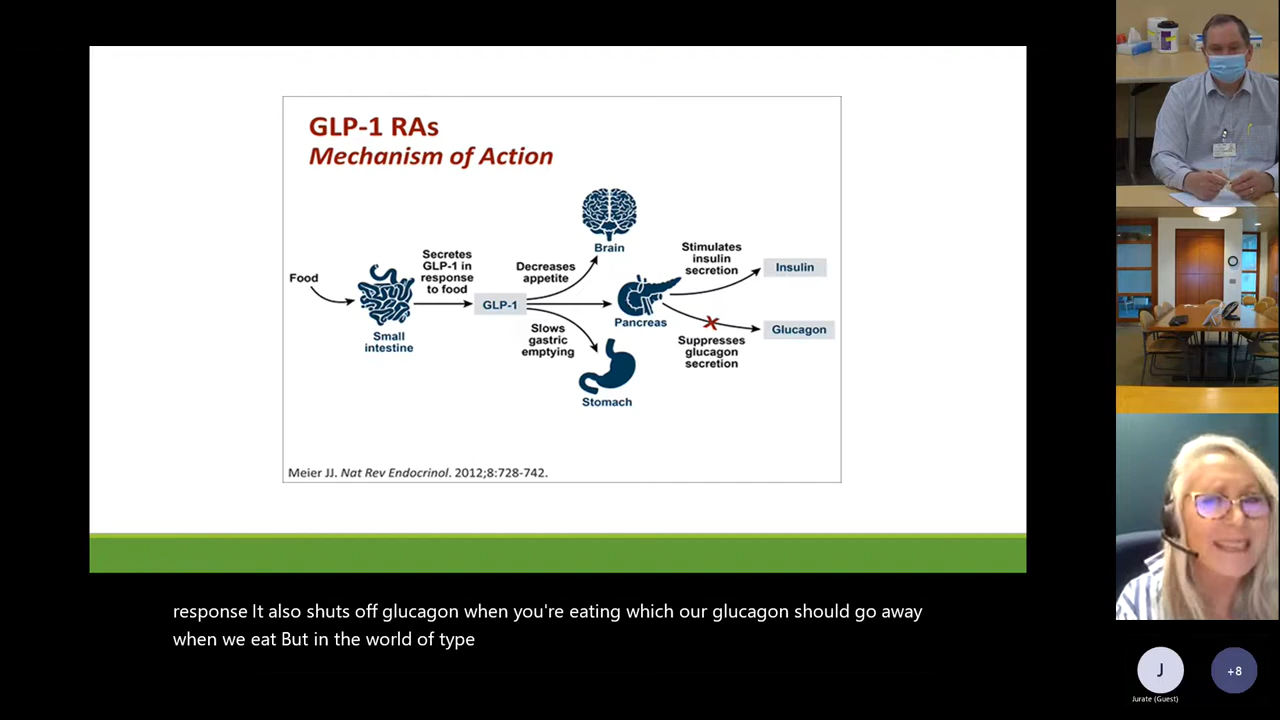 GLP-1 RAs
Mechanism of Action
Food
Small
intestine
Secretes
GLP-1 in
response
to food
GLP-1
Decreases
appetite
Brain
Slows
gastric
emptying
Stomach
Pancreas
Stimulates
insulin
secretion
Insulin
Suppresses
glucagon
secretion
Glucagon
Meier JJ. Nat Rev Endocrinol. 2012;8:728-742.
response It also shuts off glucagon when you're eating which our glucagon should go away
when we eat But in the world of type
J
Jurate (Guest)
+8